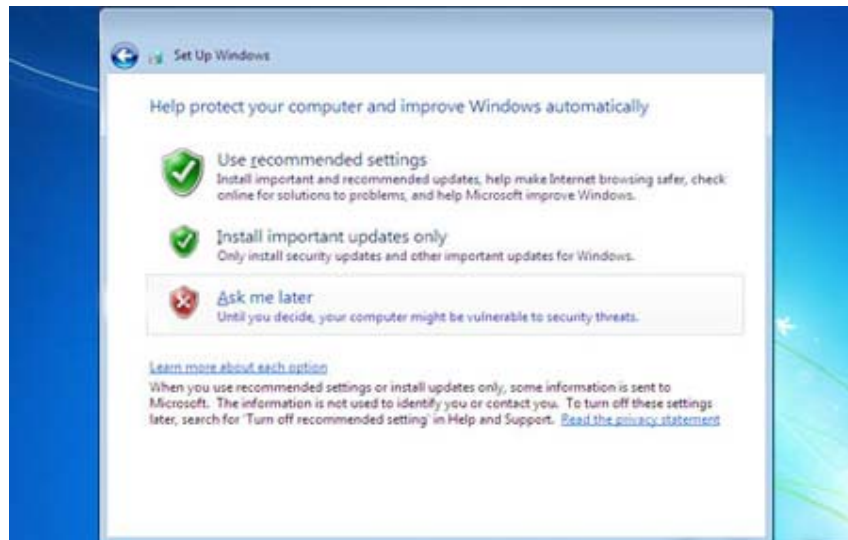 Set Up Windows
Help protect your computer and improve Windows automatically
Use recommended settings
Install important and recommended updates, help make Internet browsing safer, check
online for solutions to problems, and help Microsoft improve Windows.
Install important updates only
Only install security updates and other important updates for Windows.
Ask me later
Until you decide, your computer might be vulnerable to security threats.
Learn more about each option
When you use recommended settings or install updates only, some information is sent to
Microsoft. The information is not used to identify you or contact you. To turn off these settings
later, search for 'Turn off recommended setting' in Help and Support. Read the privacy statement